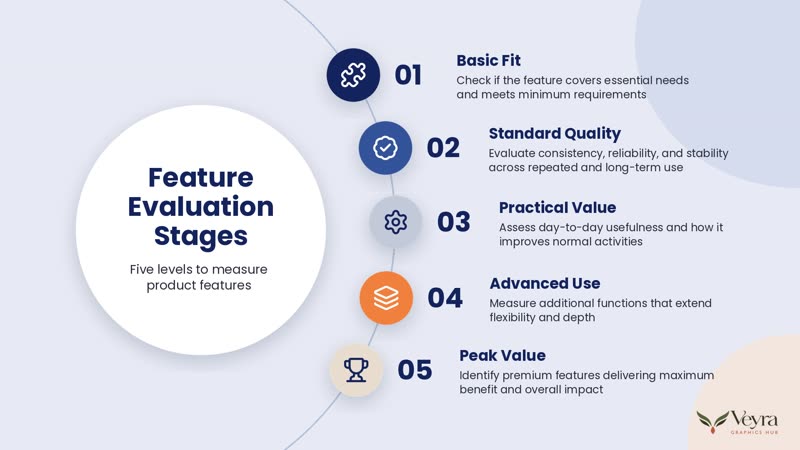 Feature
Evaluation
Stages
Five levels to measure
product features
01
Basic Fit
Check if the feature covers essential needs
and meets minimum requirements
02
Standard Quality
Evaluate consistency, reliability, and stability
across repeated and long-term use
03
Practical Value
Assess day-to-day usefulness and how it
improves normal activities
04
Advanced Use
Measure additional functions that extend
flexibility and depth
05
Peak Value
Identify premium features delivering maximum
benefit and overall impact
Veyra
GRAPHICS HUB